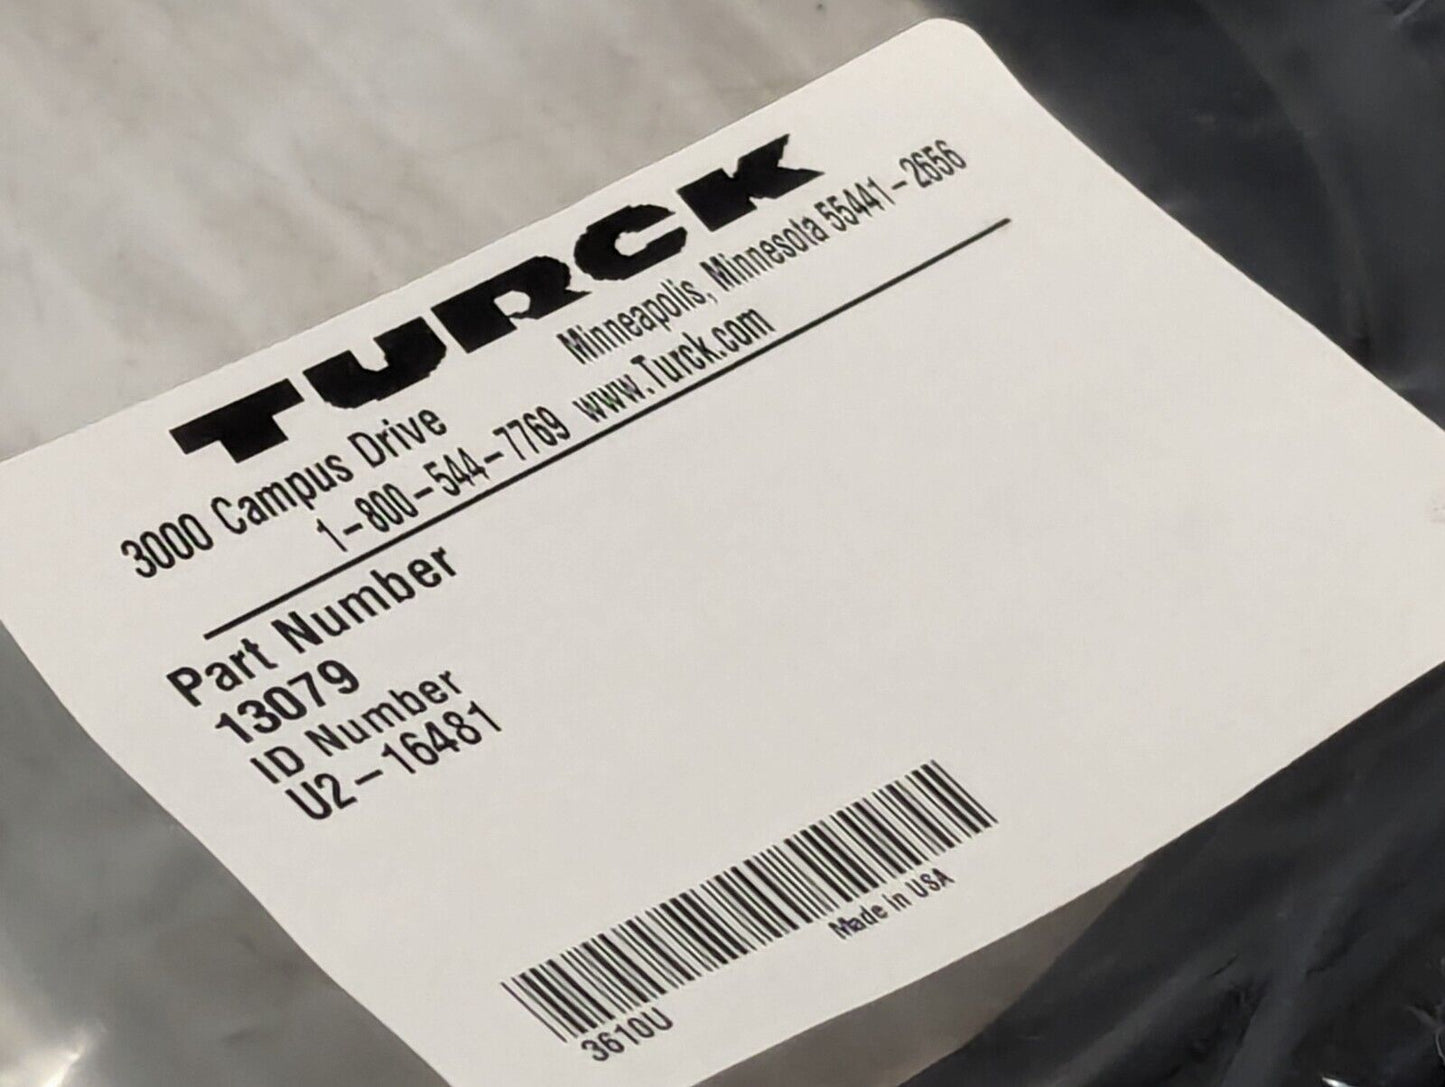 TURCK
3000 Campus Drive Minneapolis, Minnesota 55441-2656
1-800-544-7769 www.Turck.com
Part Number
13079
ID Number
U2-16481
Made in USA
3610U